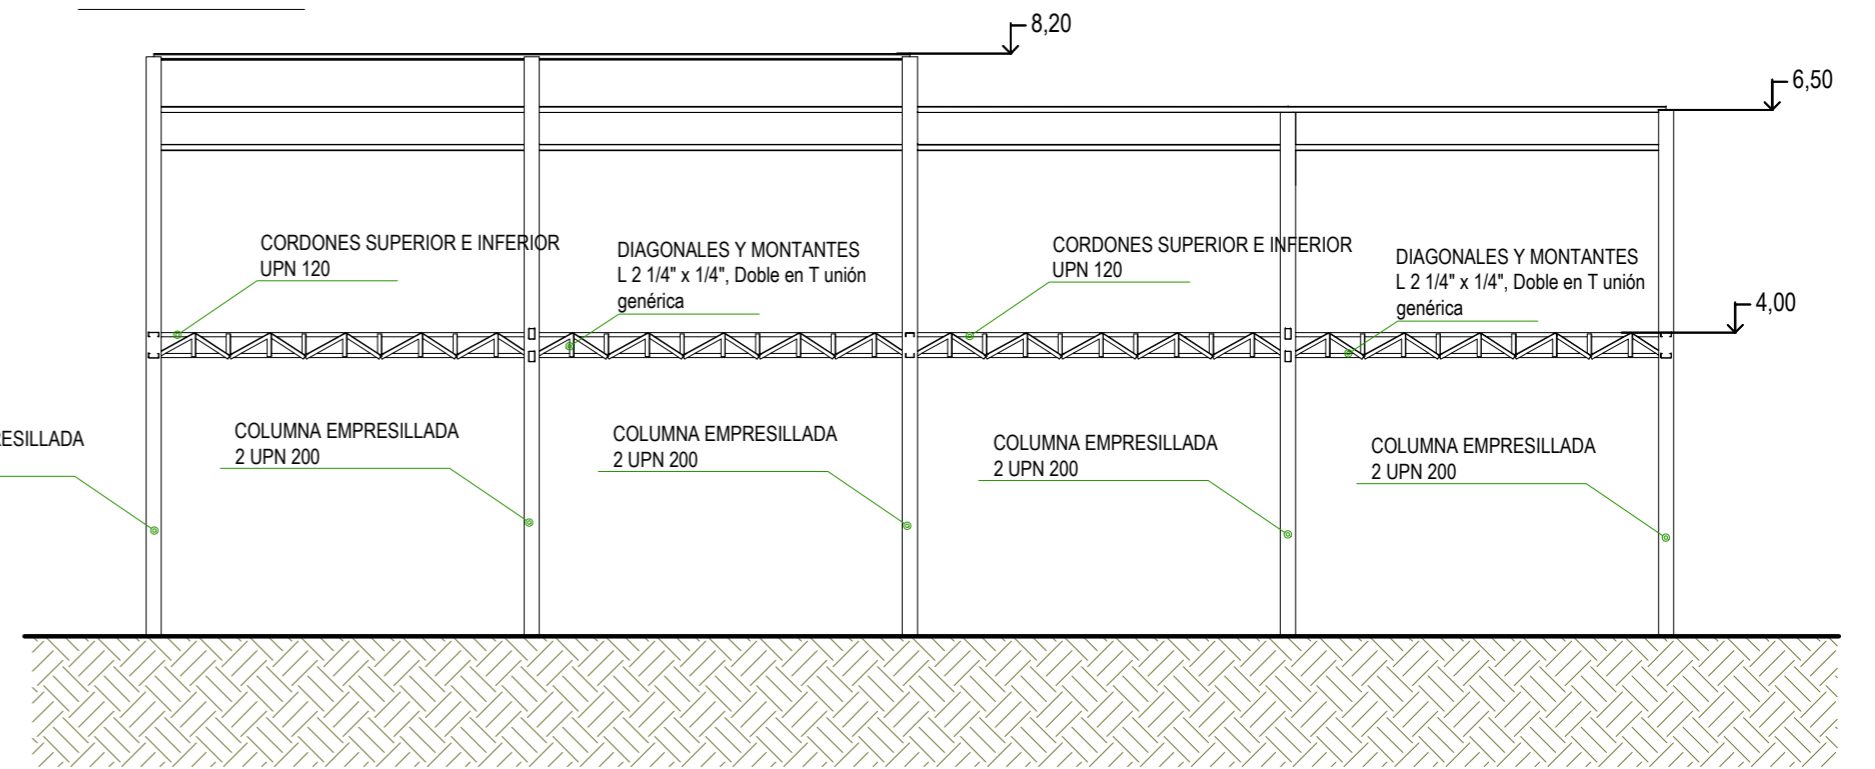 8,20
6,50
CORDONES SUPERIOR E INFERIOR
UPN 120
DIAGONALES Y MONTANTES
L 2 1/4" x 1/4", Doble en T unión
genérica
CORDONES SUPERIOR E INFERIOR
UPN 120
DIAGONALES Y MONTANTES
L 2 1/4" x 1/4", Doble en T unión
genérica
4,00
RESILLADA
COLUMNA EMPRESILLADA
2 UPN 200
COLUMNA EMPRESILLADA
2 UPN 200
COLUMNA EMPRESILLADA
2 UPN 200
COLUMNA EMPRESILLADA
2 UPN 200